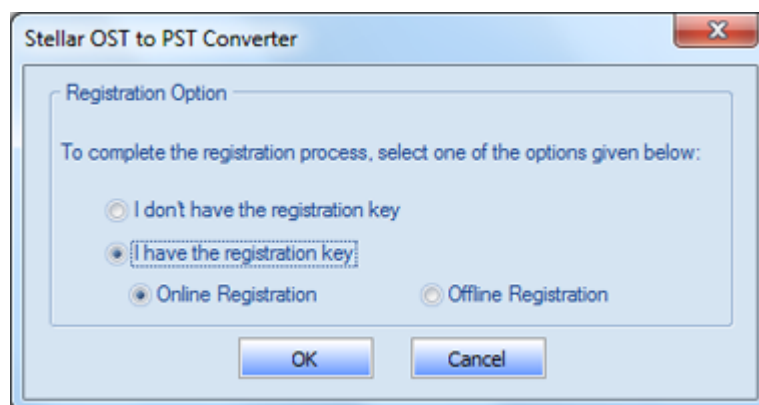 Stellar OST to PST Converter
Registration Option
To complete the registration process, select one of the options given below:
I don't have the registration key
I have the registration key
Online Registration
Offline Registration
OK
Cancel